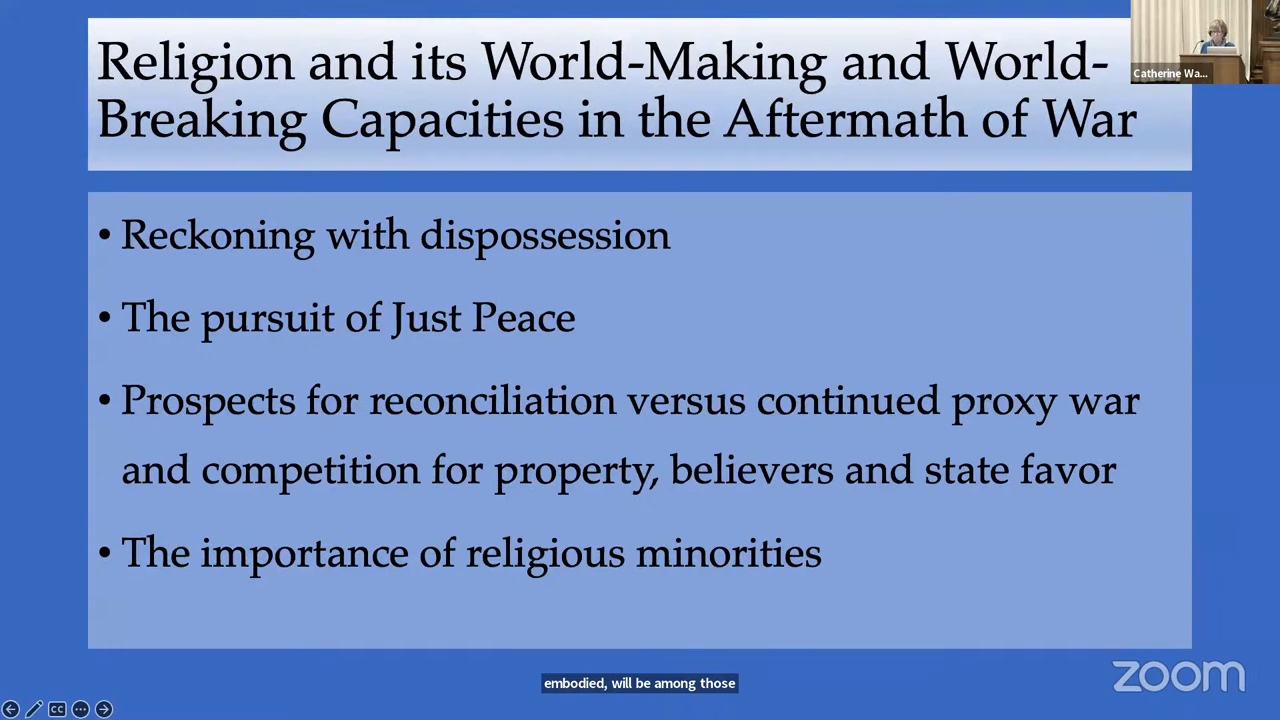 Religion and its World-Making and World-
Breaking Capacities in the Aftermath of War
Catherine Wa...
• Reckoning with dispossession
• The pursuit of Just Peace
• Prospects for reconciliation versus continued proxy war
and competition for property, believers and state favor
• The importance of religious minorities
embodied, will be among those
zoom
CC